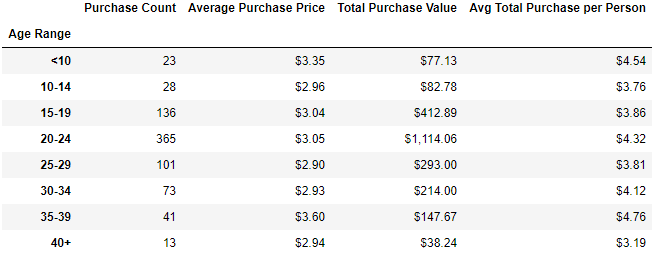 Purchase Count Average Purchase Price Total Purchase Value Avg Total Purchase per Person
Age Range
<10 23 $3.35 $77.13 $4.54
10-14 28 $2.96 $82.78 $3.76
15-19 136 $3.04 $412.89 $3.86
20-24 365 $3.05 $1,114.06 $4.32
25-29 101 $2.90 $293.00 $3.81
30-34 73 $2.93 $214.00 $4.12
35-39 41 $3.60 $147.67 $4.76
40+ 13 $2.94 $38.24 $3.19